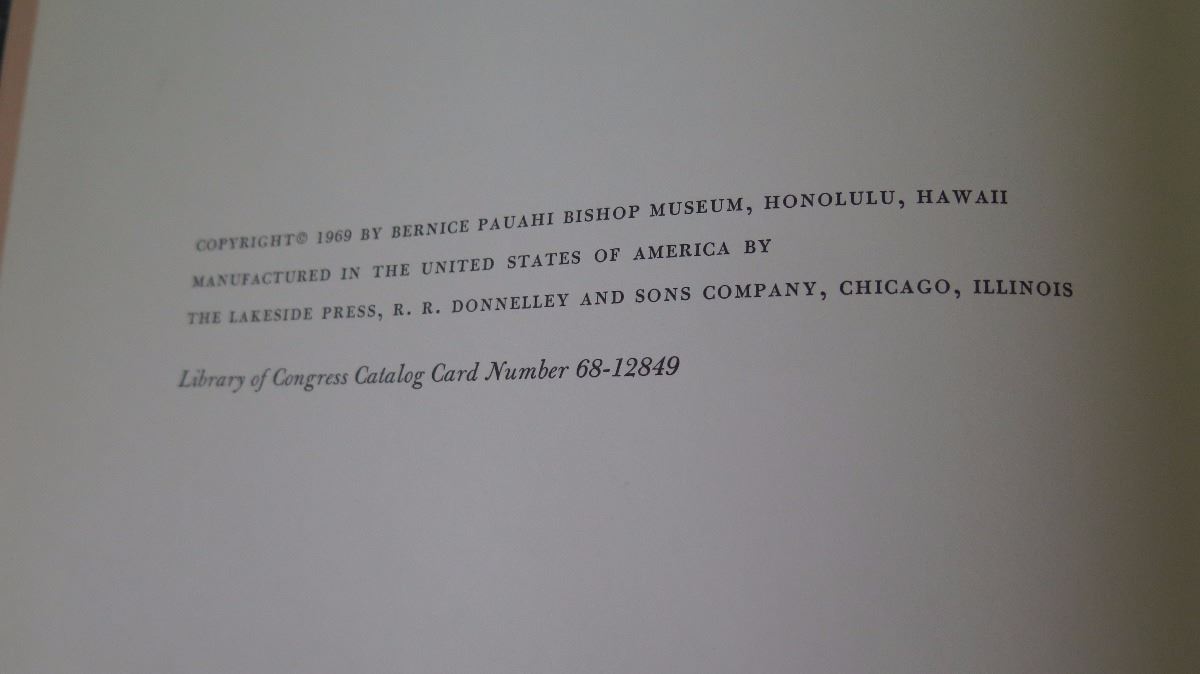 COPYRIGHT© 1969 BY BERNICE PAUAHI BISHOP MUSEUM, HONOLULU, HAWAII
MANUFACTURED IN THE UNITED STATES OF AMERICA BY
THE LAKESIDE PRESS, R. R. DONNELLEY AND SONS COMPANY, CHICAGO, ILLINOIS
Library of Congress Catalog Card Number 68-12849